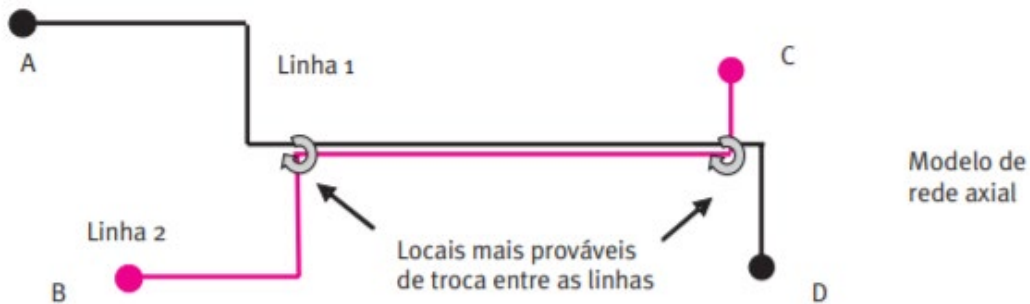 A
Linha 1
C
Modelo de
rede axial
Linha 2
Locais mais prováveis
de troca entre as linhas
B
D